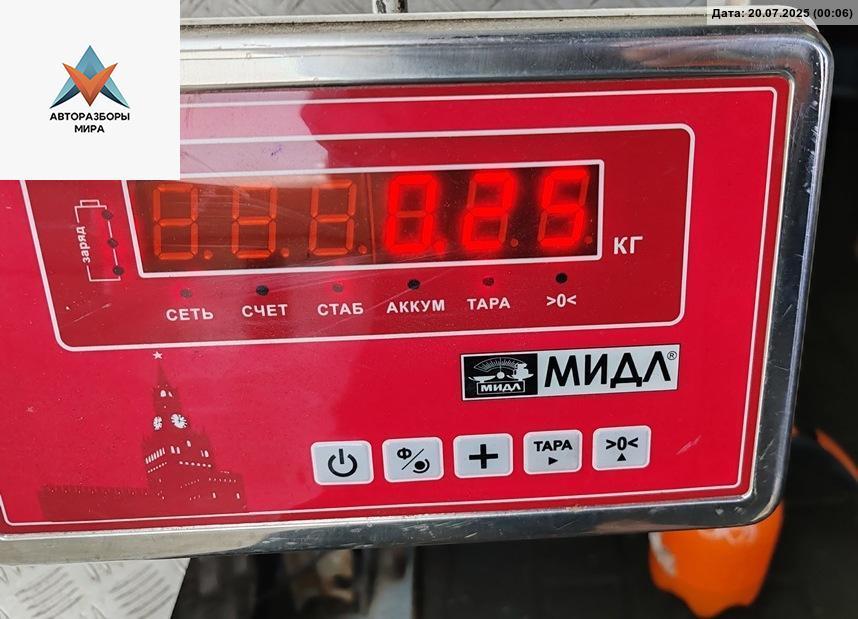 Дата: 20.07.2025 (00:06)
АВТОРАЗБОРЫ
МИРА
заряд
0.25
КГ
СЕТЬ СЧЕТ СТАБ АККУМ ТАРА >0<
МИДЛ МИДЛ®
Ф/ + ТАРА >0<